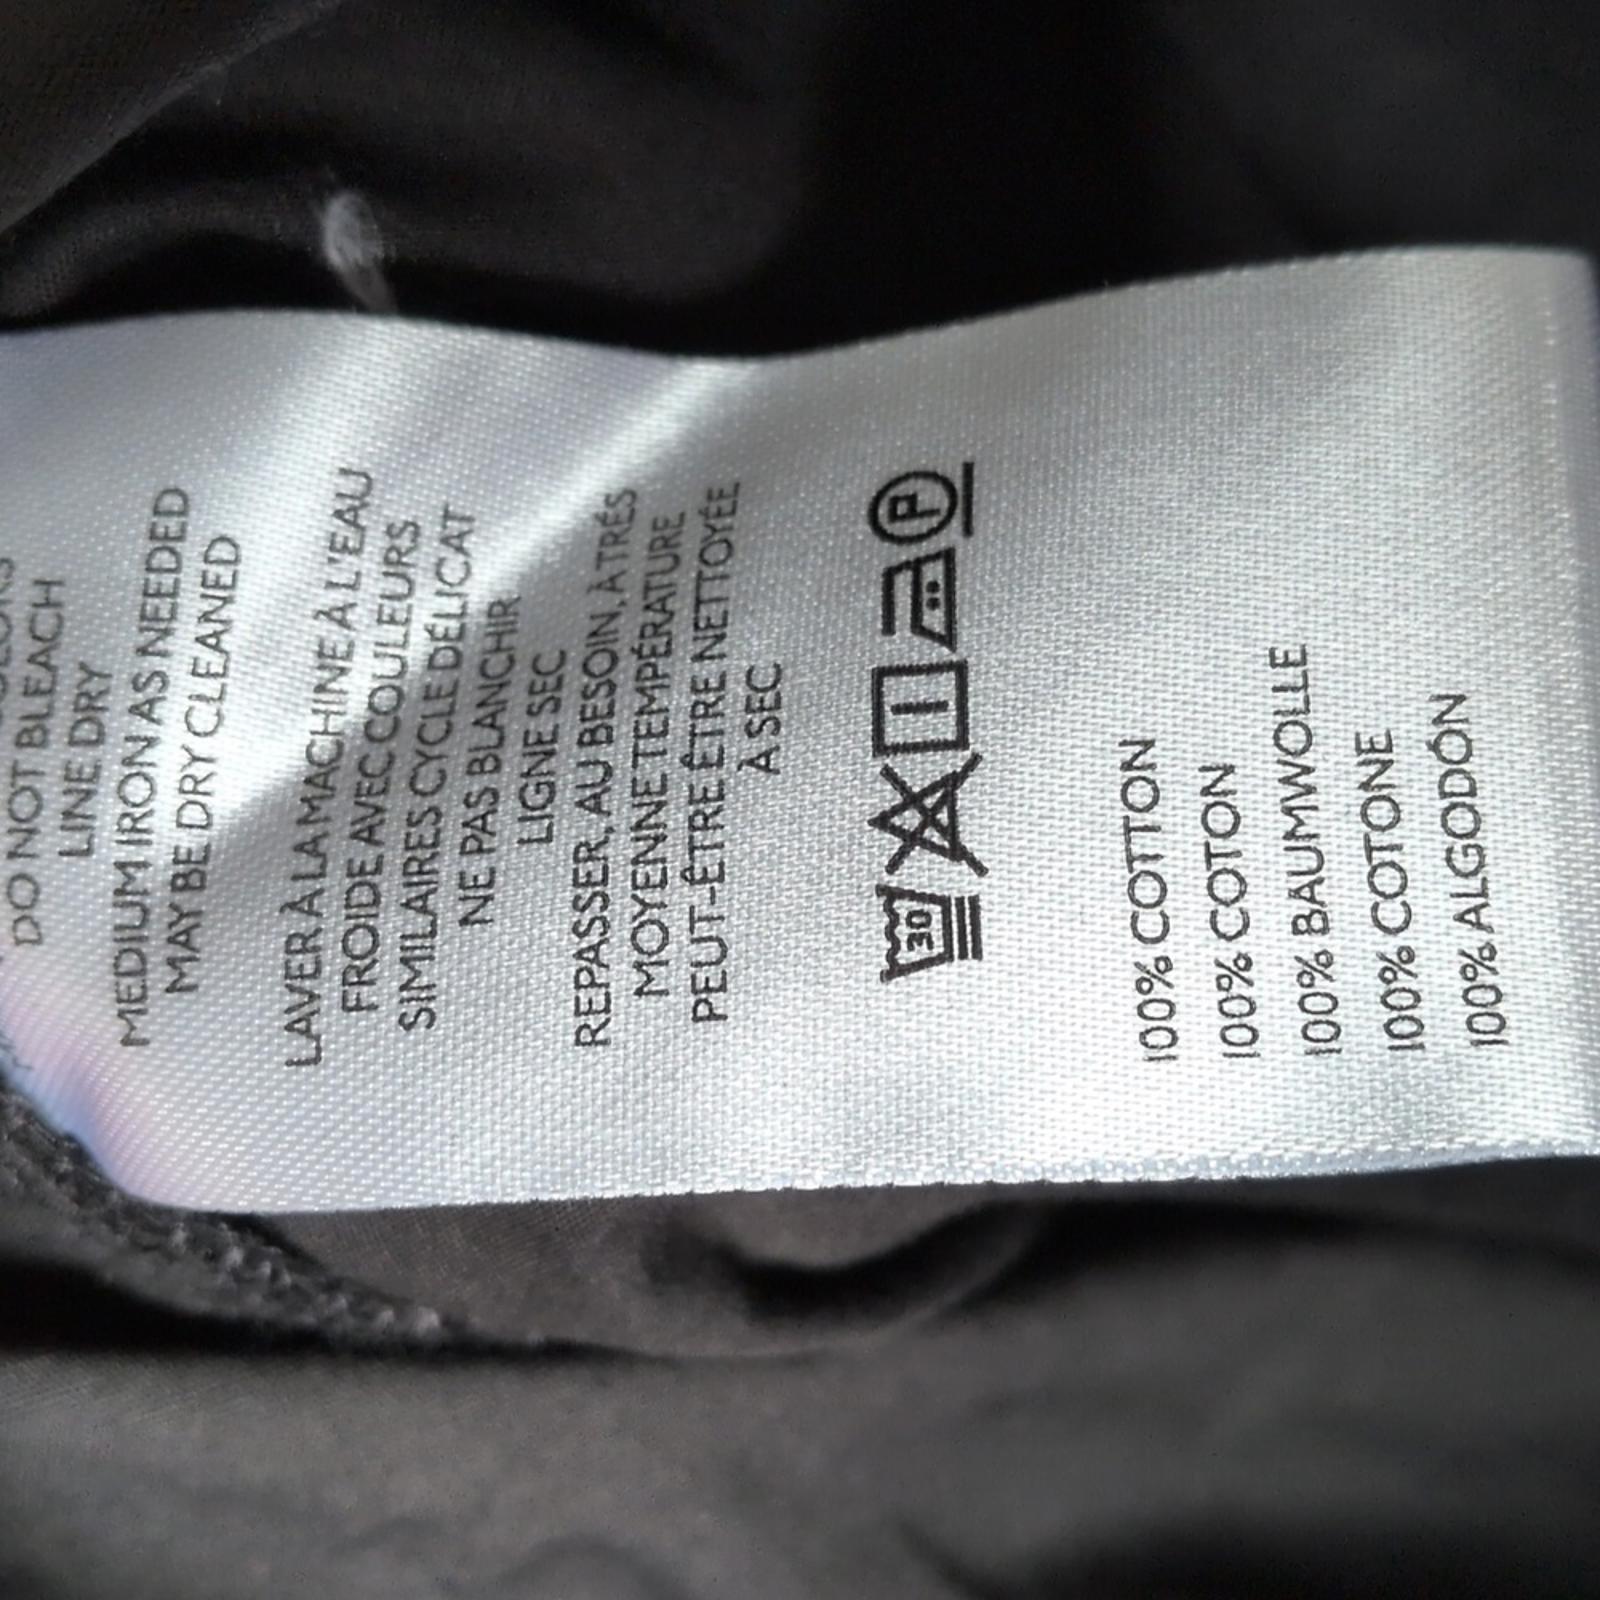 DO NOT BLEACH
LINE DRY
MEDIUM IRON AS NEEDED
MAY BE DRY CLEANED
LAVER À LA MACHINE À L'EAU
FROIDE AVEC COULEURS
SIMILAIRES CYCLE DÉLICAT
NE PAS BLANCHIR
LIGNE SEC
REPASSER, AU BESOIN, À TRÉS
MOYENNE TEMPÉRATURE
PEUT-ÊTRE ÊTRE NETTOYÉE
À SEC
30 P
100% COTTON
100% COTON
100% BAUMWOLLE
100% COTONE
100% ALGODÓN